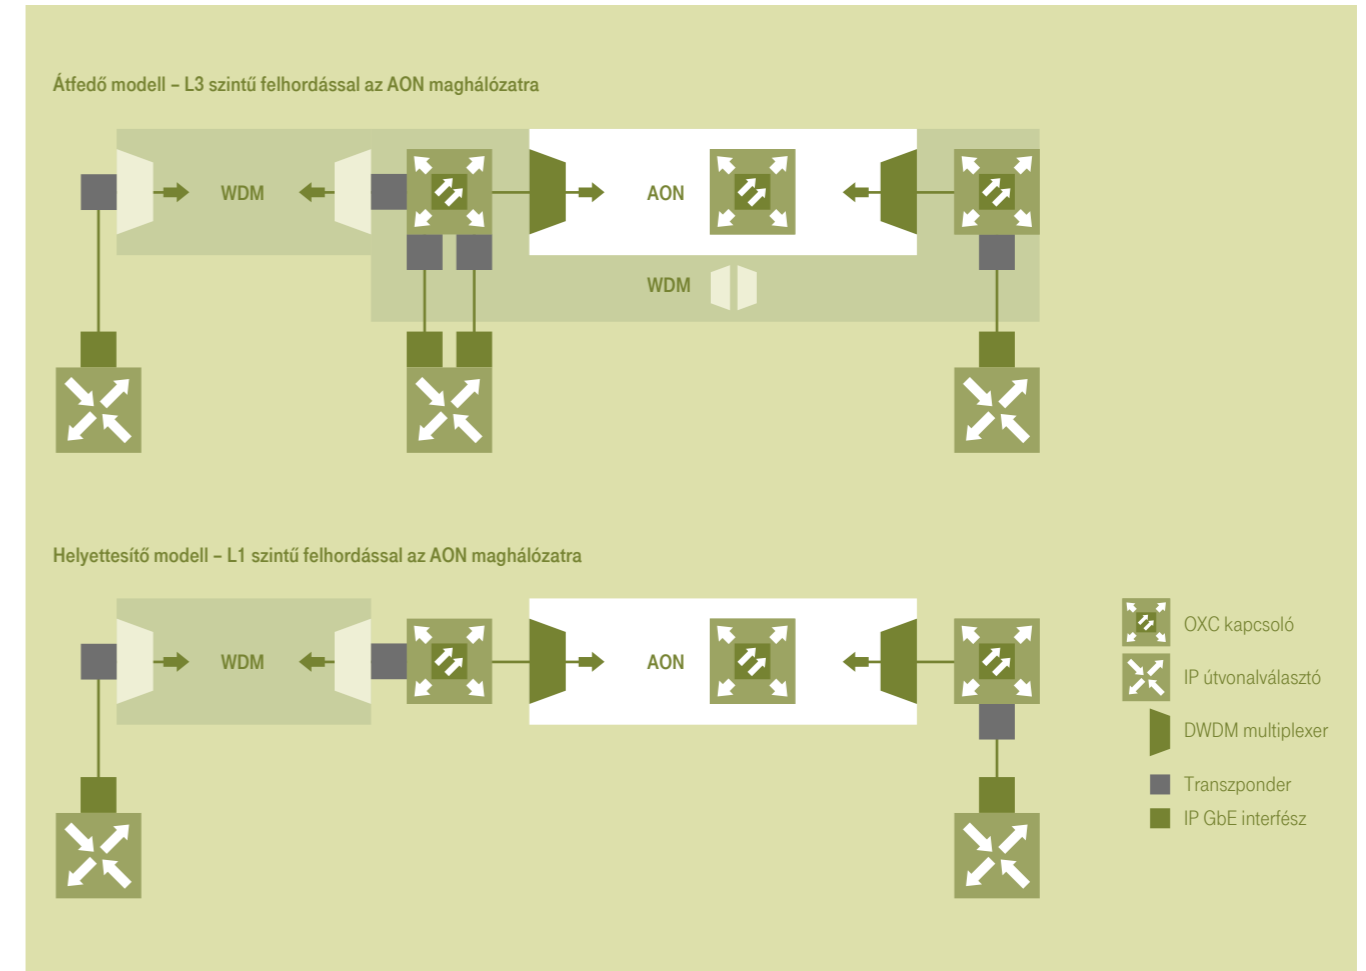 Átfedő modell – L3 szintű felhordással az AON maghálózatra
WDM
AON
WDM
Helyettesítő modell – L1 szintű felhordással az AON maghálózatra
WDM
AON
OXC kapcsoló
IP útvonalválasztó
DWDM multiplexer
Transzponder
IP GbE interfész